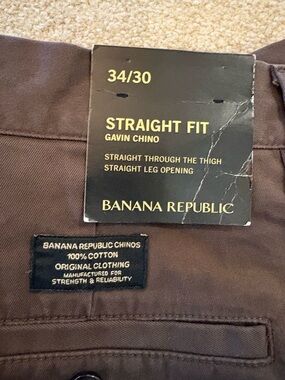 34/30
STRAIGHT FIT
GAVIN CHINO
STRAIGHT THROUGH THE THIGH
STRAIGHT LEG OPENING
BANANA REPUBLIC
BANANA REPUBLIC CHINOS
100% COTTON
ORIGINAL CLOTHING
MANUFACTURED FOR
STRENGTH & RELIABILITY